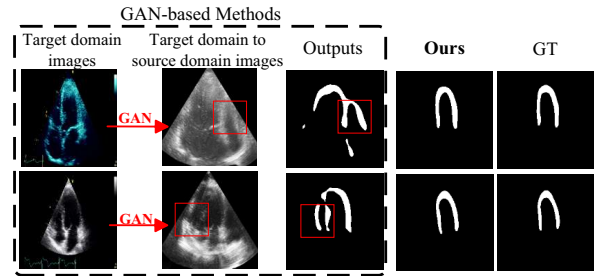 GAN-based Methods
Target domain images
Target domain to source domain images
Outputs
Ours
GT
GAN
GAN